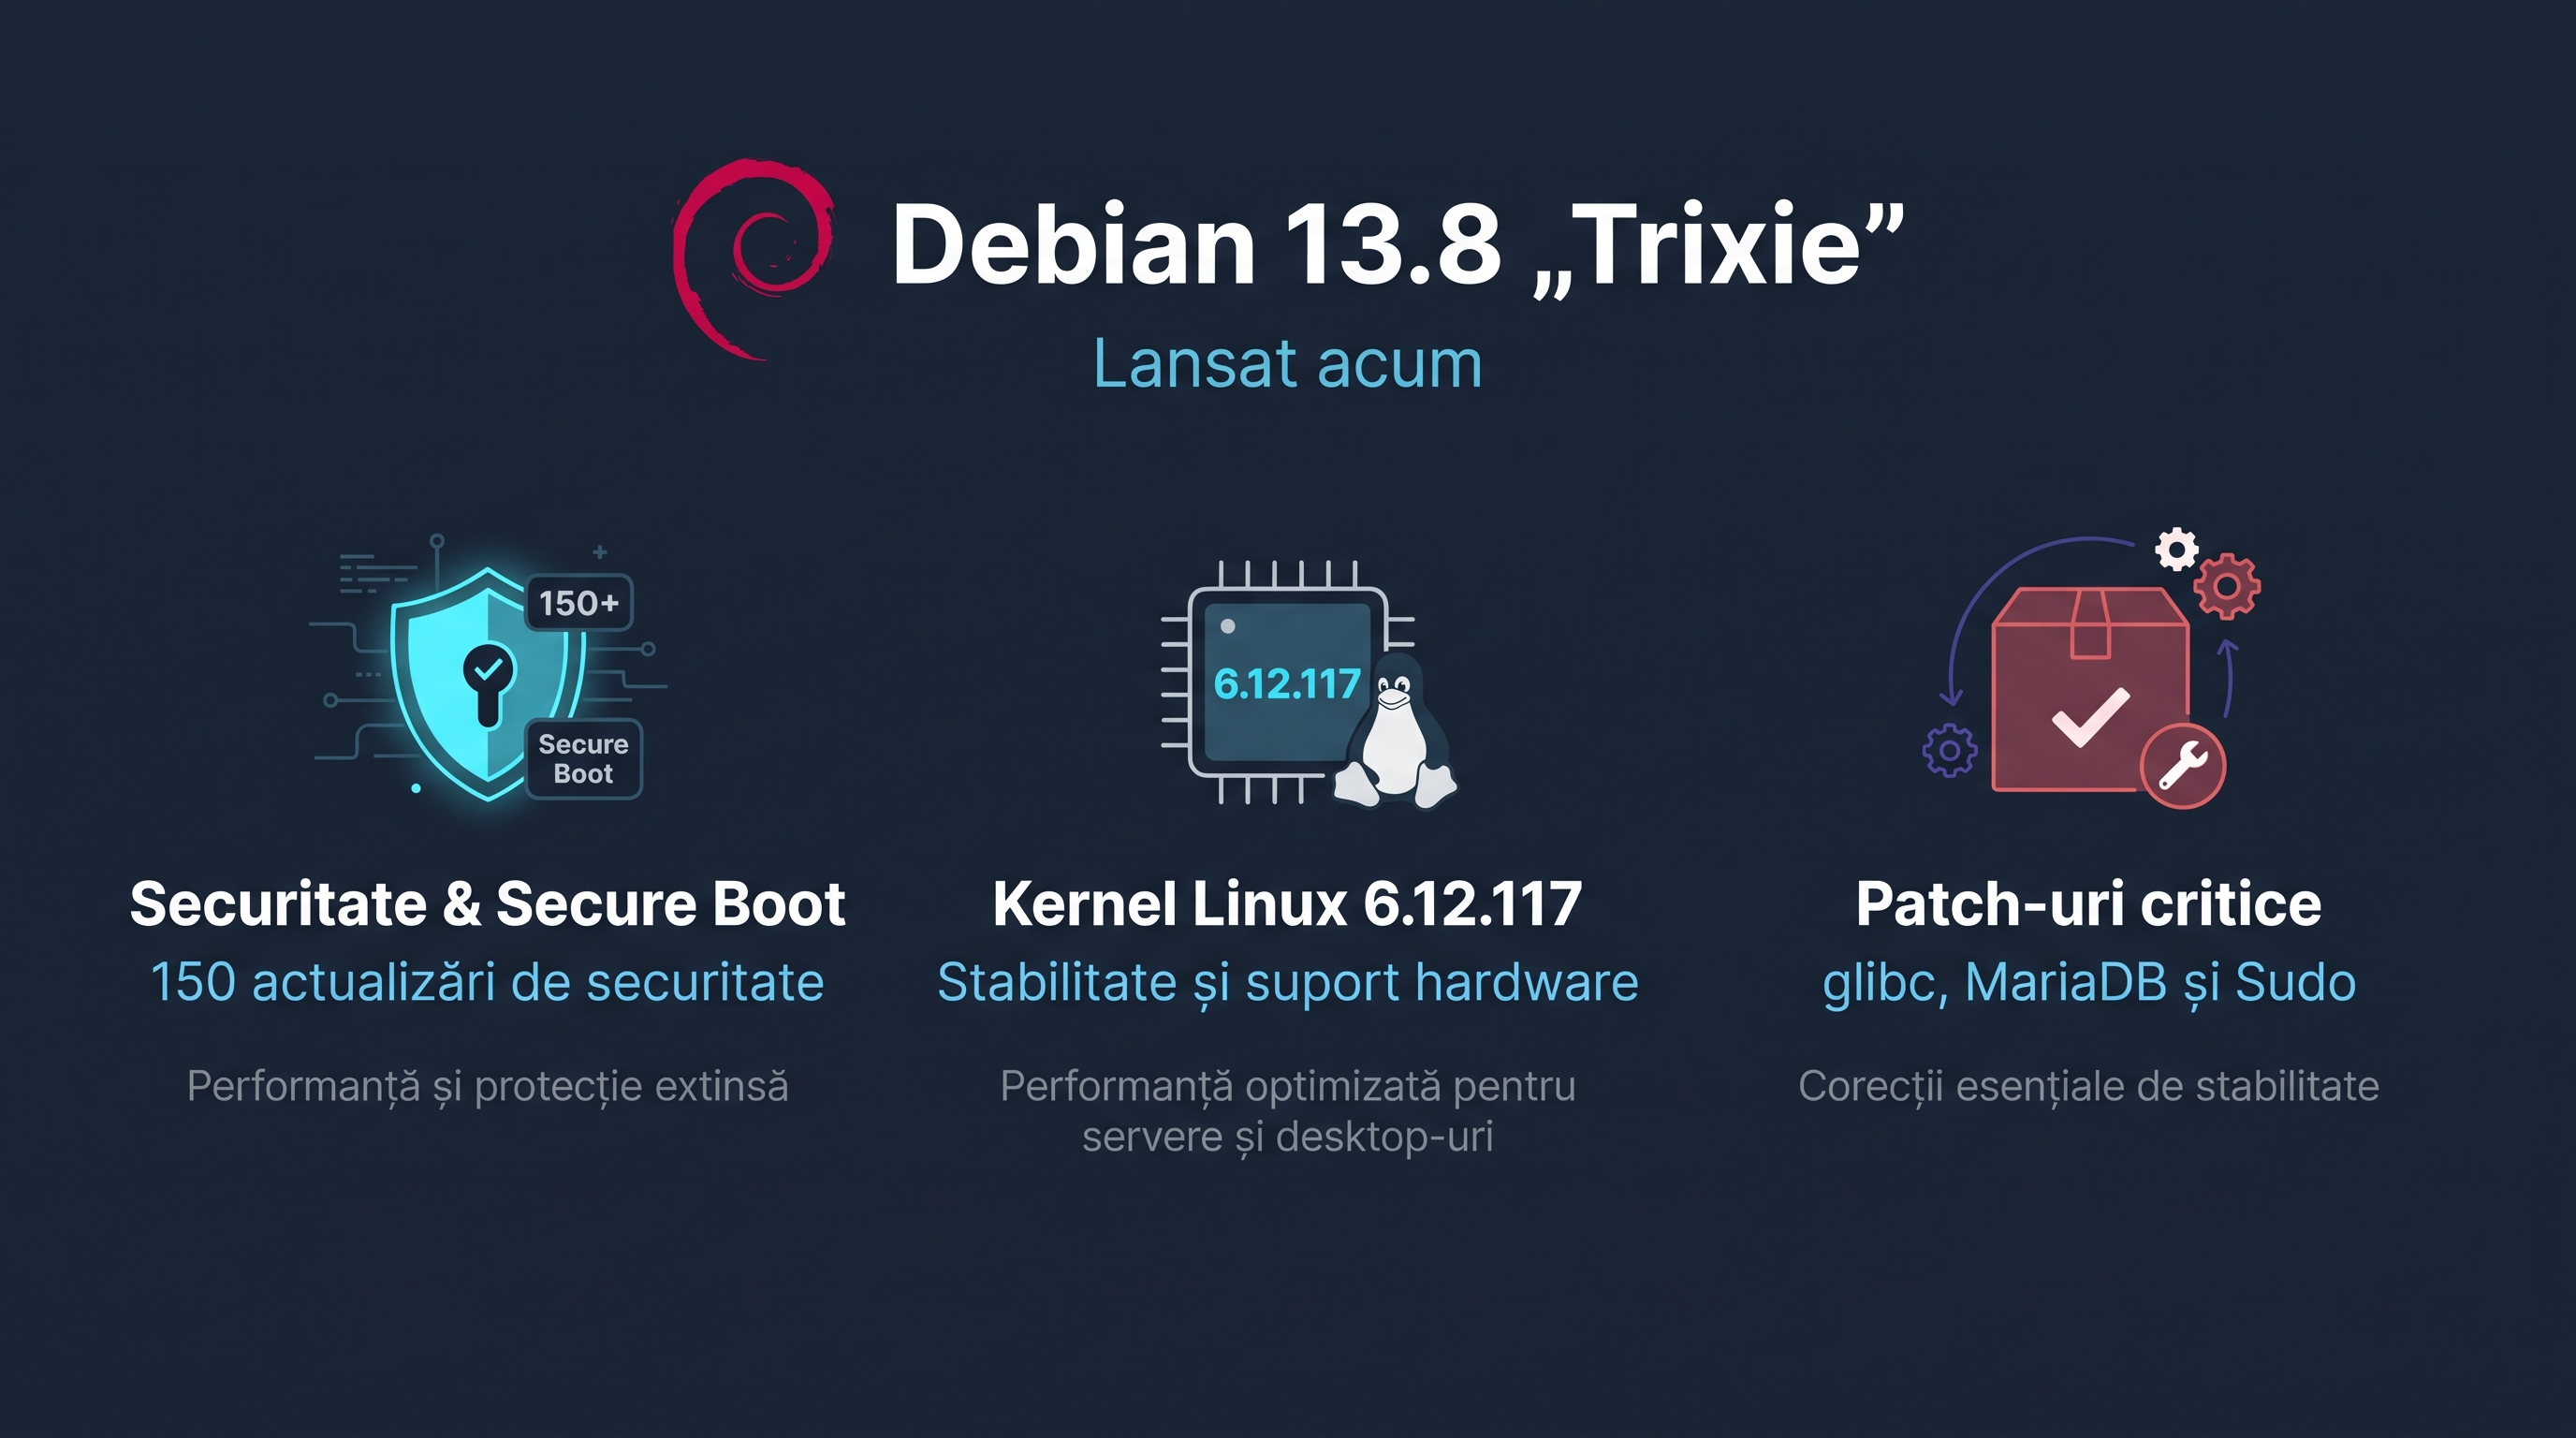 Debian 13.8 „Trixie”
Lansat acum
150+
Secure
Boot
Securitate & Secure Boot
150 actualizări de securitate
Performanță și protecție extinsă
6.12.117
Kernel Linux 6.12.117
Stabilitate și suport hardware
Performanță optimizată pentru
servere și desktop-uri
Patch-uri critice
glibc, MariaDB și Sudo
Corecții esențiale de stabilitate